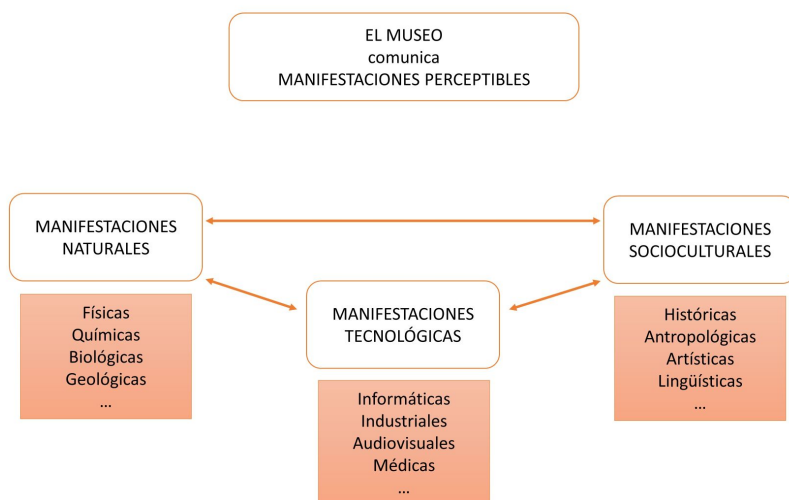 EL MUSEO
comunica
MANIFESTACIONES PERCEPTIBLES
MANIFESTACIONES
NATURALES
Físicas
Químicas
Biológicas
Geológicas
...
MANIFESTACIONES
TECNOLÓGICAS
Informáticas
Industriales
Audiovisuales
Médicas
...
MANIFESTACIONES
SOCIOCULTURALES
Históricas
Antropológicas
Artísticas
Lingüísticas
...